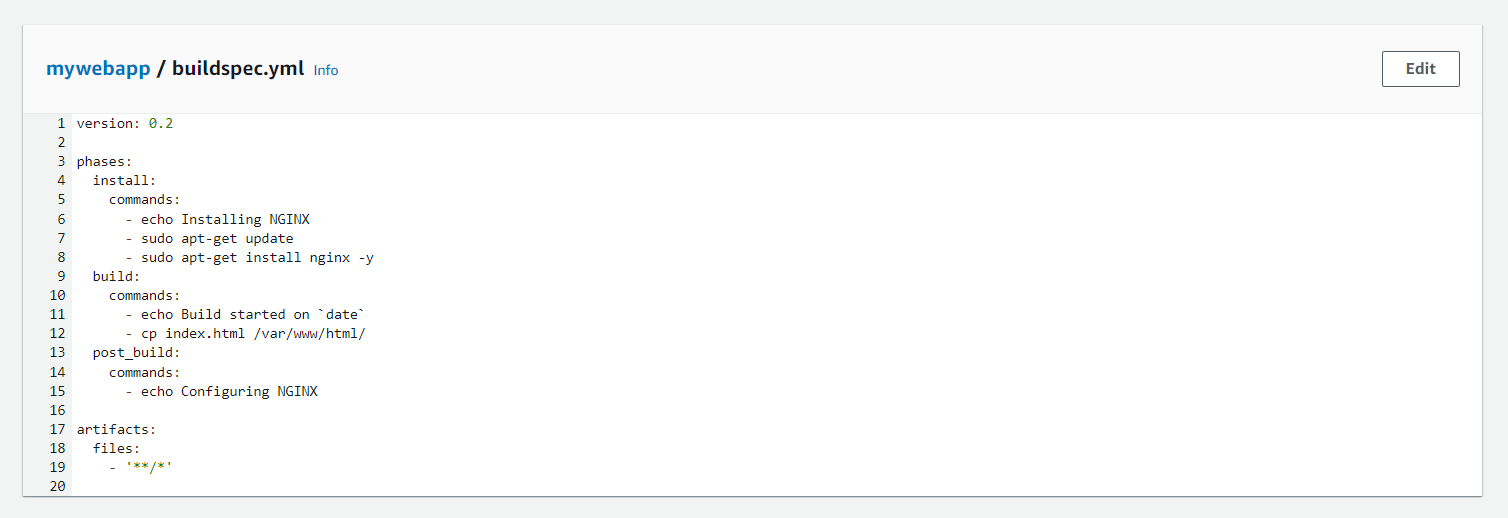 mywebapp / buildspec.yml Info
Edit
1 version: 0.2
2
3 phases:
4   install:
5     commands:
6       - echo Installing NGINX
7       - sudo apt-get update
8       - sudo apt-get install nginx -y
9   build:
10     commands:
11       - echo Build started on `date`
12       - cp index.html /var/www/html/
13   post_build:
14     commands:
15       - echo Configuring NGINX
16
17 artifacts:
18   files:
19     - '**/*'
20